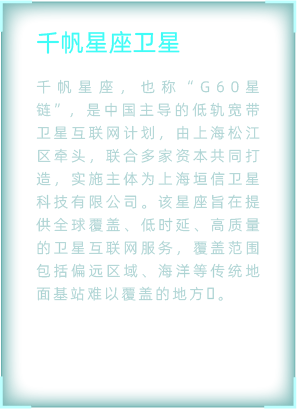 千帆星座卫星
千帆星座，也称“G60星
链”，是中国主导的低轨宽带
卫星互联网计划，由上海松江
区牵头，联合多家资本共同打
造，实施主体为上海垣信卫星
科技有限公司。该星座旨在提
供全球覆盖、低时延、高质量
的卫星互联网服务，覆盖范围
包括偏远区域、海洋等传统地
面基站难以覆盖的地方。